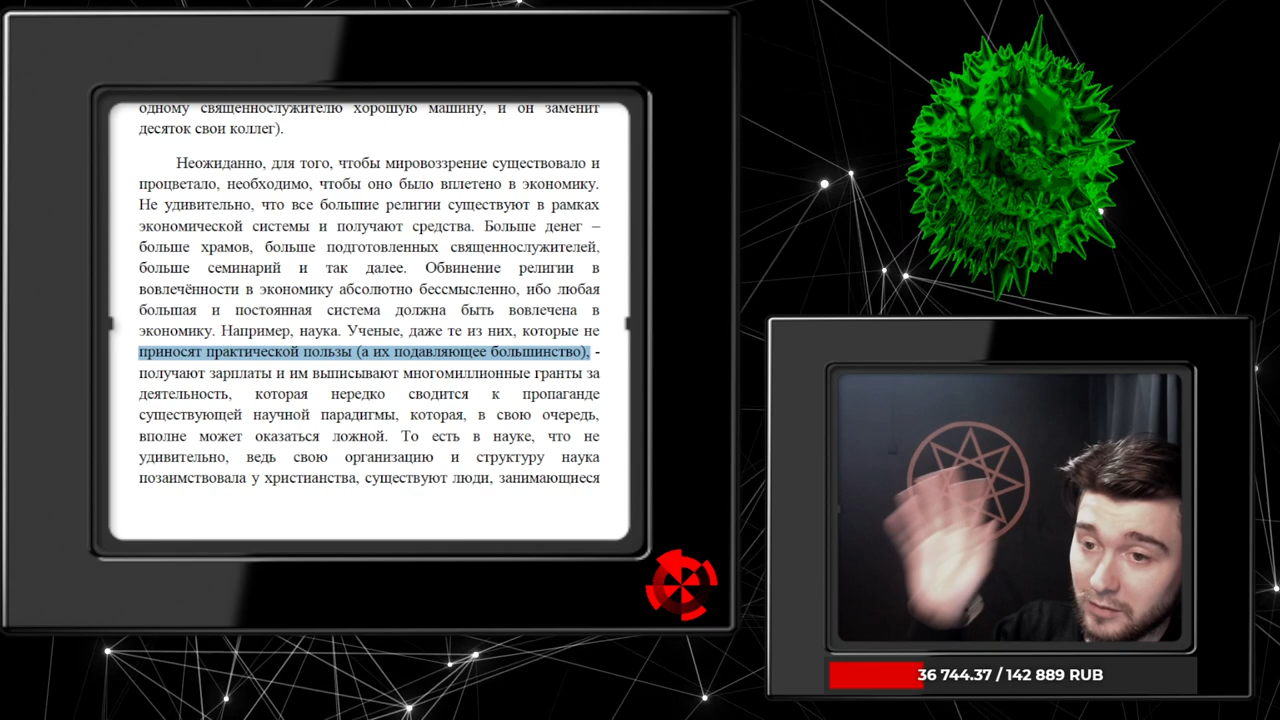 одному священнослужителю хорошую машину, и он заменит
десяток свои коллег).
Неожиданно, для того, чтобы мировоззрение существовало и
процветало, необходимо, чтобы оно было вплетено в экономику.
Не удивительно, что все большие религии существуют в рамках
экономической системы и получают средства. Больше денег –
больше храмов, больше подготовленных священнослужителей,
больше семинарий и так далее. Обвинение религии в
вовлечённости в экономику абсолютно бессмысленно, ибо любая
большая и постоянная система должна быть вовлечена в
экономику. Например, наука. Ученые, даже те из них, которые не
приносят практической пользы (а их подавляющее большинство), -
получают зарплаты и им выписывают многомиллионные гранты за
деятельность, которая нередко сводится к пропаганде
существующей научной парадигмы, которая, в свою очередь,
вполне может оказаться ложной. То есть в науке, что не
удивительно, ведь свою организацию и структуру наука
позаимствовала у христианства, существуют люди, занимающиеся
36 744.37 / 142 889 RUB